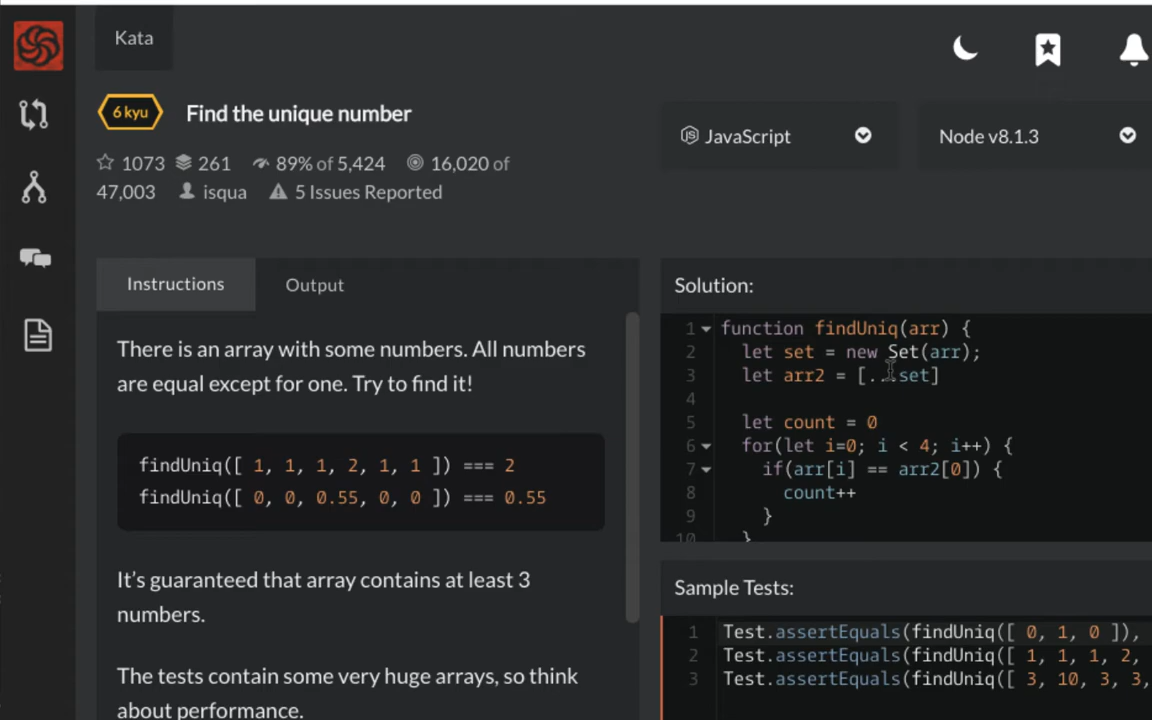 Kata
6 kyu Find the unique number
1073 261 89% of 5,424 16,020 of
47,003 isqua 5 Issues Reported
JavaScript
Node v8.1.3
Instructions Output
There is an array with some numbers. All numbers
are equal except for one. Try to find it!
findUniq([ 1, 1, 1, 2, 1, 1 ]) === 2
findUniq([ 0, 0, 0.55, 0, 0 ]) === 0.55
It's guaranteed that array contains at least 3
numbers.
The tests contain some very huge arrays, so think
about performance.
Solution:
1 function findUniq(arr) {
2 let set = new Set(arr);
3 let arr2 = [...set]
4
5 let count = 0
6 for(let i=0; i < 4; i++) {
7 if(arr[i] == arr2[0]) {
8 count++
9 }
10 }
Sample Tests:
1 Test.assertEquals(findUniq([ 0, 1, 0 ]),
2 Test.assertEquals(findUniq([ 1, 1, 1, 2,
3 Test.assertEquals(findUniq([ 3, 10, 3, 3,